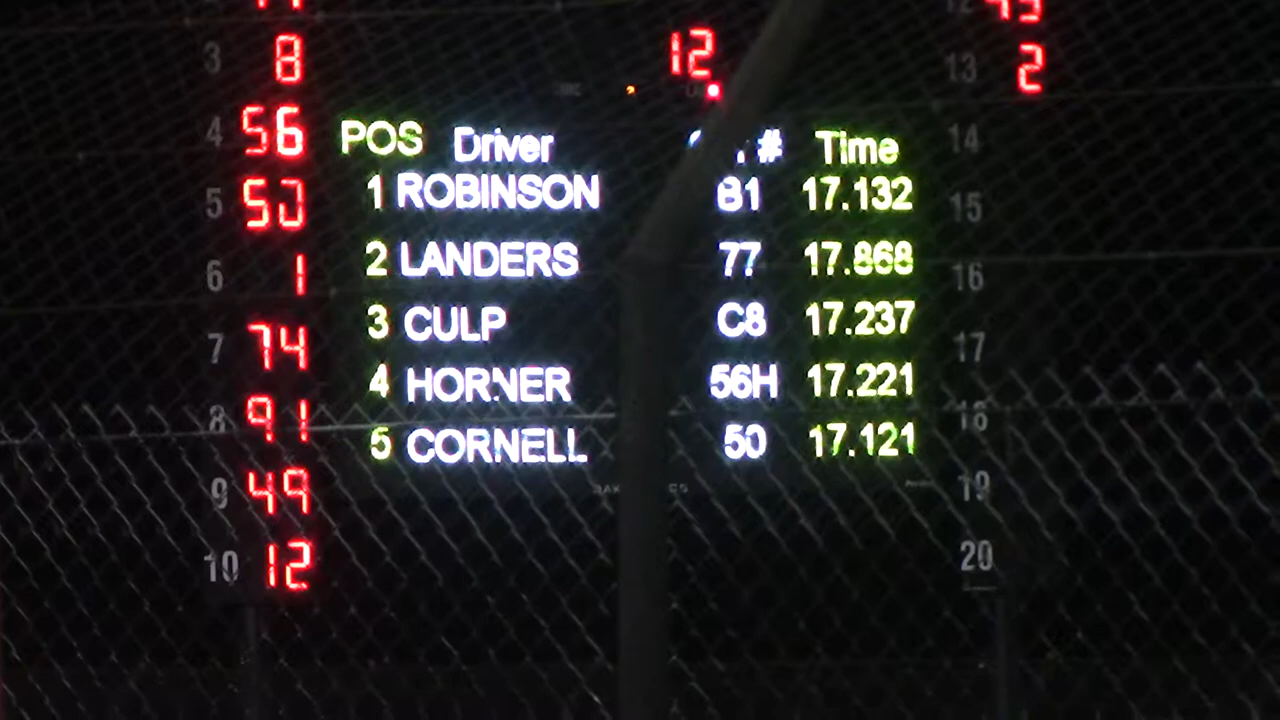 3 8
12
13 2
4 56
POS Driver # Time
14
1 ROBINSON B1 17.132
5 50
15
2 LANDERS 77 17.868
6 1
16
3 CULP C8 17.237
7 74
17
4 HORNER 56H 17.221
8 91
18
5 CORNELL 50 17.121
9 49
19
10 12
20